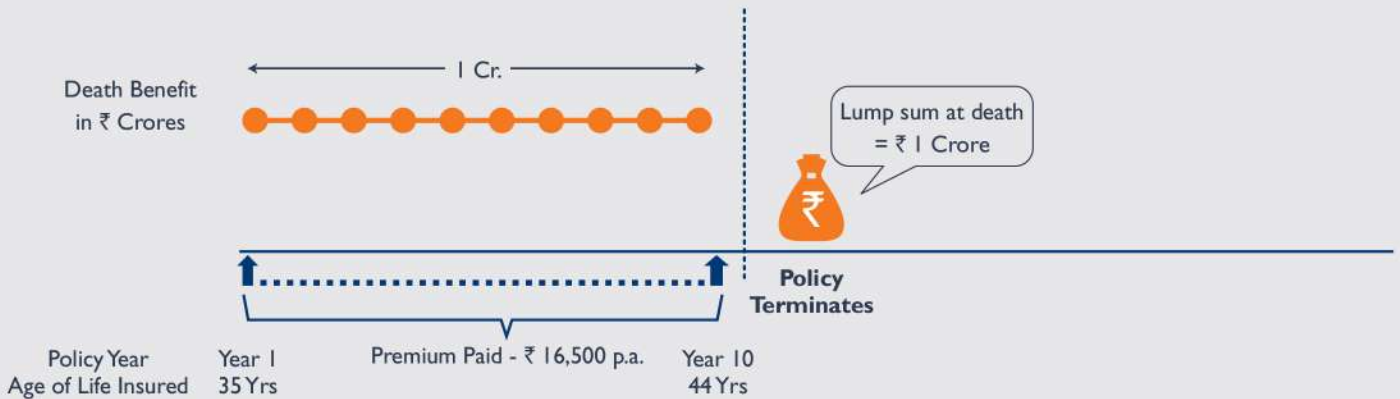 1 Cr.
Death Benefit
in ₹ Crores
Lump sum at death
= ₹ 1 Crore
₹
Policy
Terminates
Premium Paid - ₹ 16,500 p.a.
Policy Year Year 1 Year 10
Age of Life Insured 35 Yrs 44 Yrs